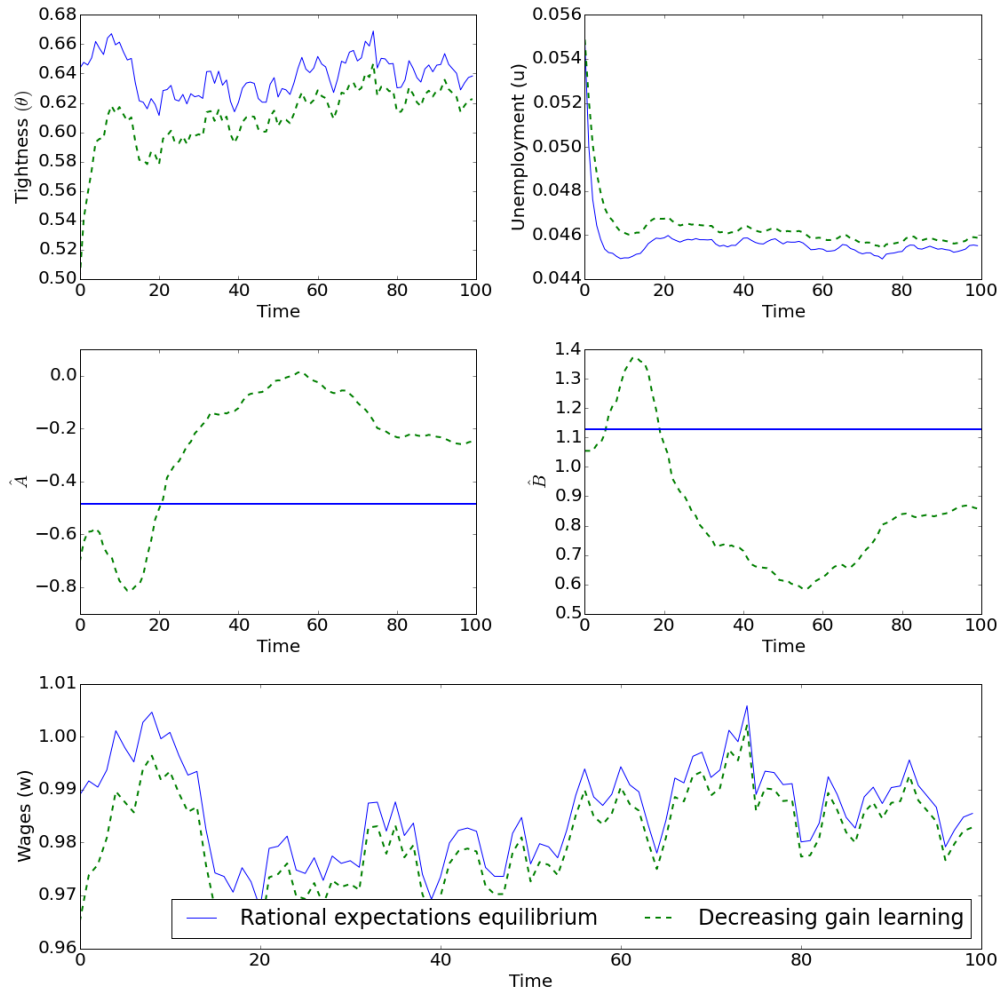 0.68
0.66
0.64
0.62
0.60
0.58
0.56
0.54
0.52
0.50
Tightness (θ)
0 20 40 60 80 100
Time
0.056
0.054
0.052
0.050
0.048
0.046
0.044
Unemployment (u)
0 20 40 60 80 100
Time
0.0
−0.2
−0.4
−0.6
−0.8
Â
0 20 40 60 80 100
Time
1.4
1.3
1.2
1.1
1.0
0.9
0.8
0.7
0.6
0.5
B̂
0 20 40 60 80 100
Time
1.01
1.00
0.99
0.98
0.97
0.96
Wages (w)
Rational expectations equilibrium
Decreasing gain learning
0 20 40 60 80 100
Time